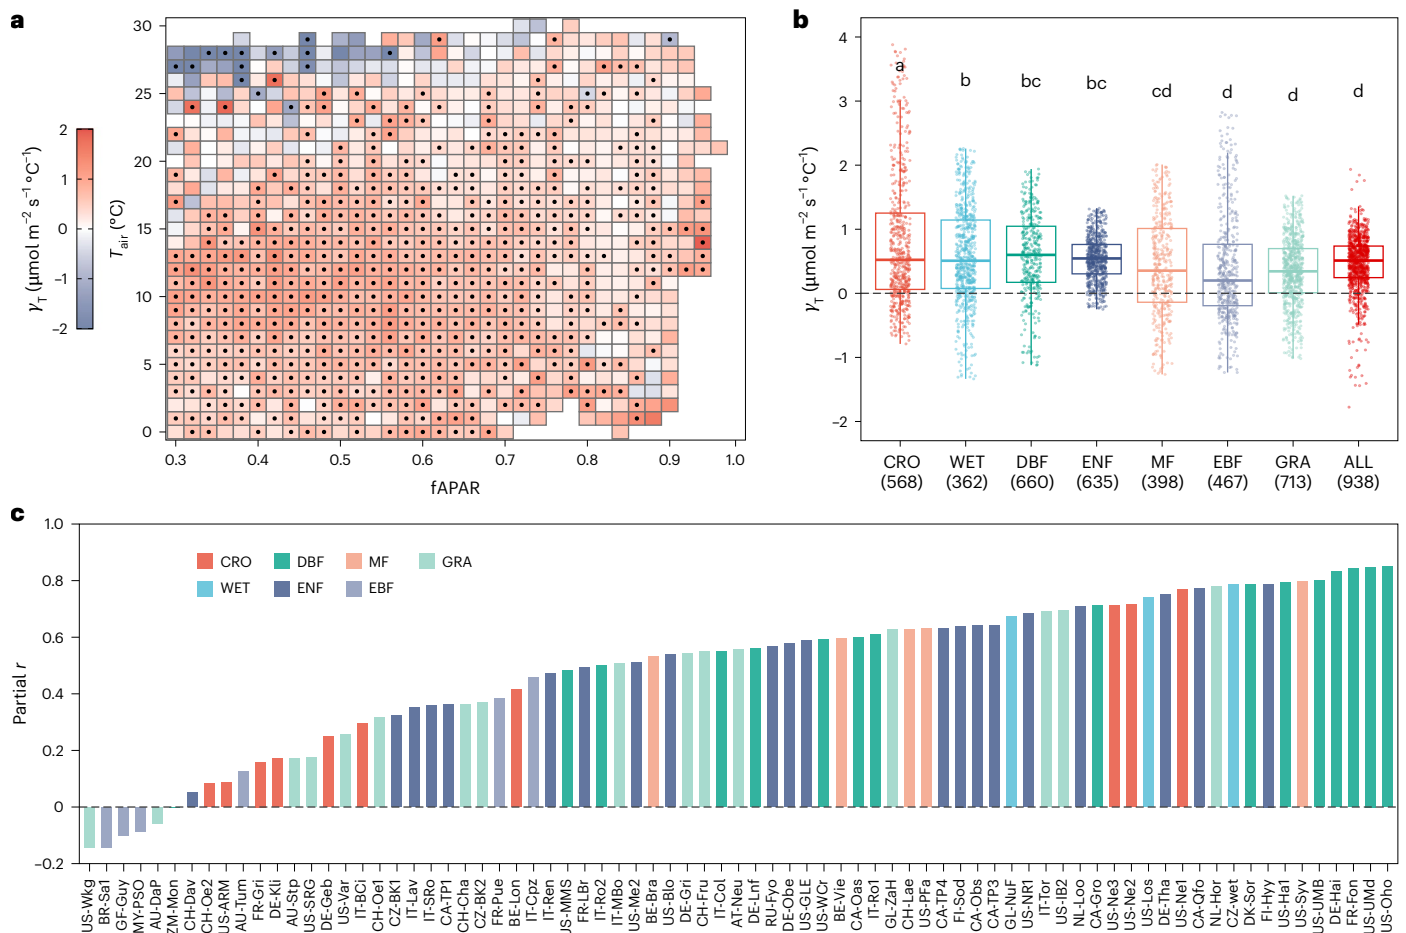 a
γT (μmol m−2 s−1 °C−1)
2
1
0
−1
−2
Tair (°C)
30
25
20
15
10
5
0
0.3 0.4 0.5 0.6 0.7 0.8 0.9 1.0
fAPAR
b
γT (μmol m−2 s−1 °C−1)
4
3
2
1
0
−1
−2
a b bc bc cd d d d
CRO WET DBF ENF MF EBF GRA ALL
(568) (362) (660) (635) (398) (467) (713) (938)
c
Partial r
1.0
0.8
0.6
0.4
0.2
0
−0.2
CRO DBF MF GRA
WET ENF EBF
US-Wkg
BR-Sa1
GF-Guy
MY-PSO
AU-DaP
ZM-Mon
CH-Dav
CH-Oe2
US-ARM
AU-Tum
FR-Gri
DE-Kli
AU-Stp
US-SRG
DE-Geb
US-Var
IT-BCi
CH-Oe1
CZ-BK1
IT-Lav
IT-SRo
CA-TP1
CH-Cha
CZ-BK2
FR-Pue
BE-Lon
IT-Cpz
IT-Ren
US-MMS
FR-LBr
IT-Ro2
IT-MBo
US-Me2
BE-Bra
US-Blo
DE-Gri
CH-Fru
IT-Col
AT-Neu
DE-Lnf
RU-Fyo
DE-Obe
US-GLE
US-WCr
BE-Vie
CA-Oas
IT-Ro1
GL-ZaH
CH-Lae
US-PFa
CA-TP4
FI-Sod
CA-Obs
CA-TP3
GL-NuF
US-NR1
IT-Tor
US-IB2
NL-Loo
CA-Gro
US-Ne3
US-Ne2
US-Los
DE-Tha
US-Ne1
CA-Qfo
NL-Hor
CZ-wet
DK-Sor
FI-Hyy
US-Ha1
US-Syv
US-UMB
DE-Hai
FR-Fon
US-UMd
US-Oho